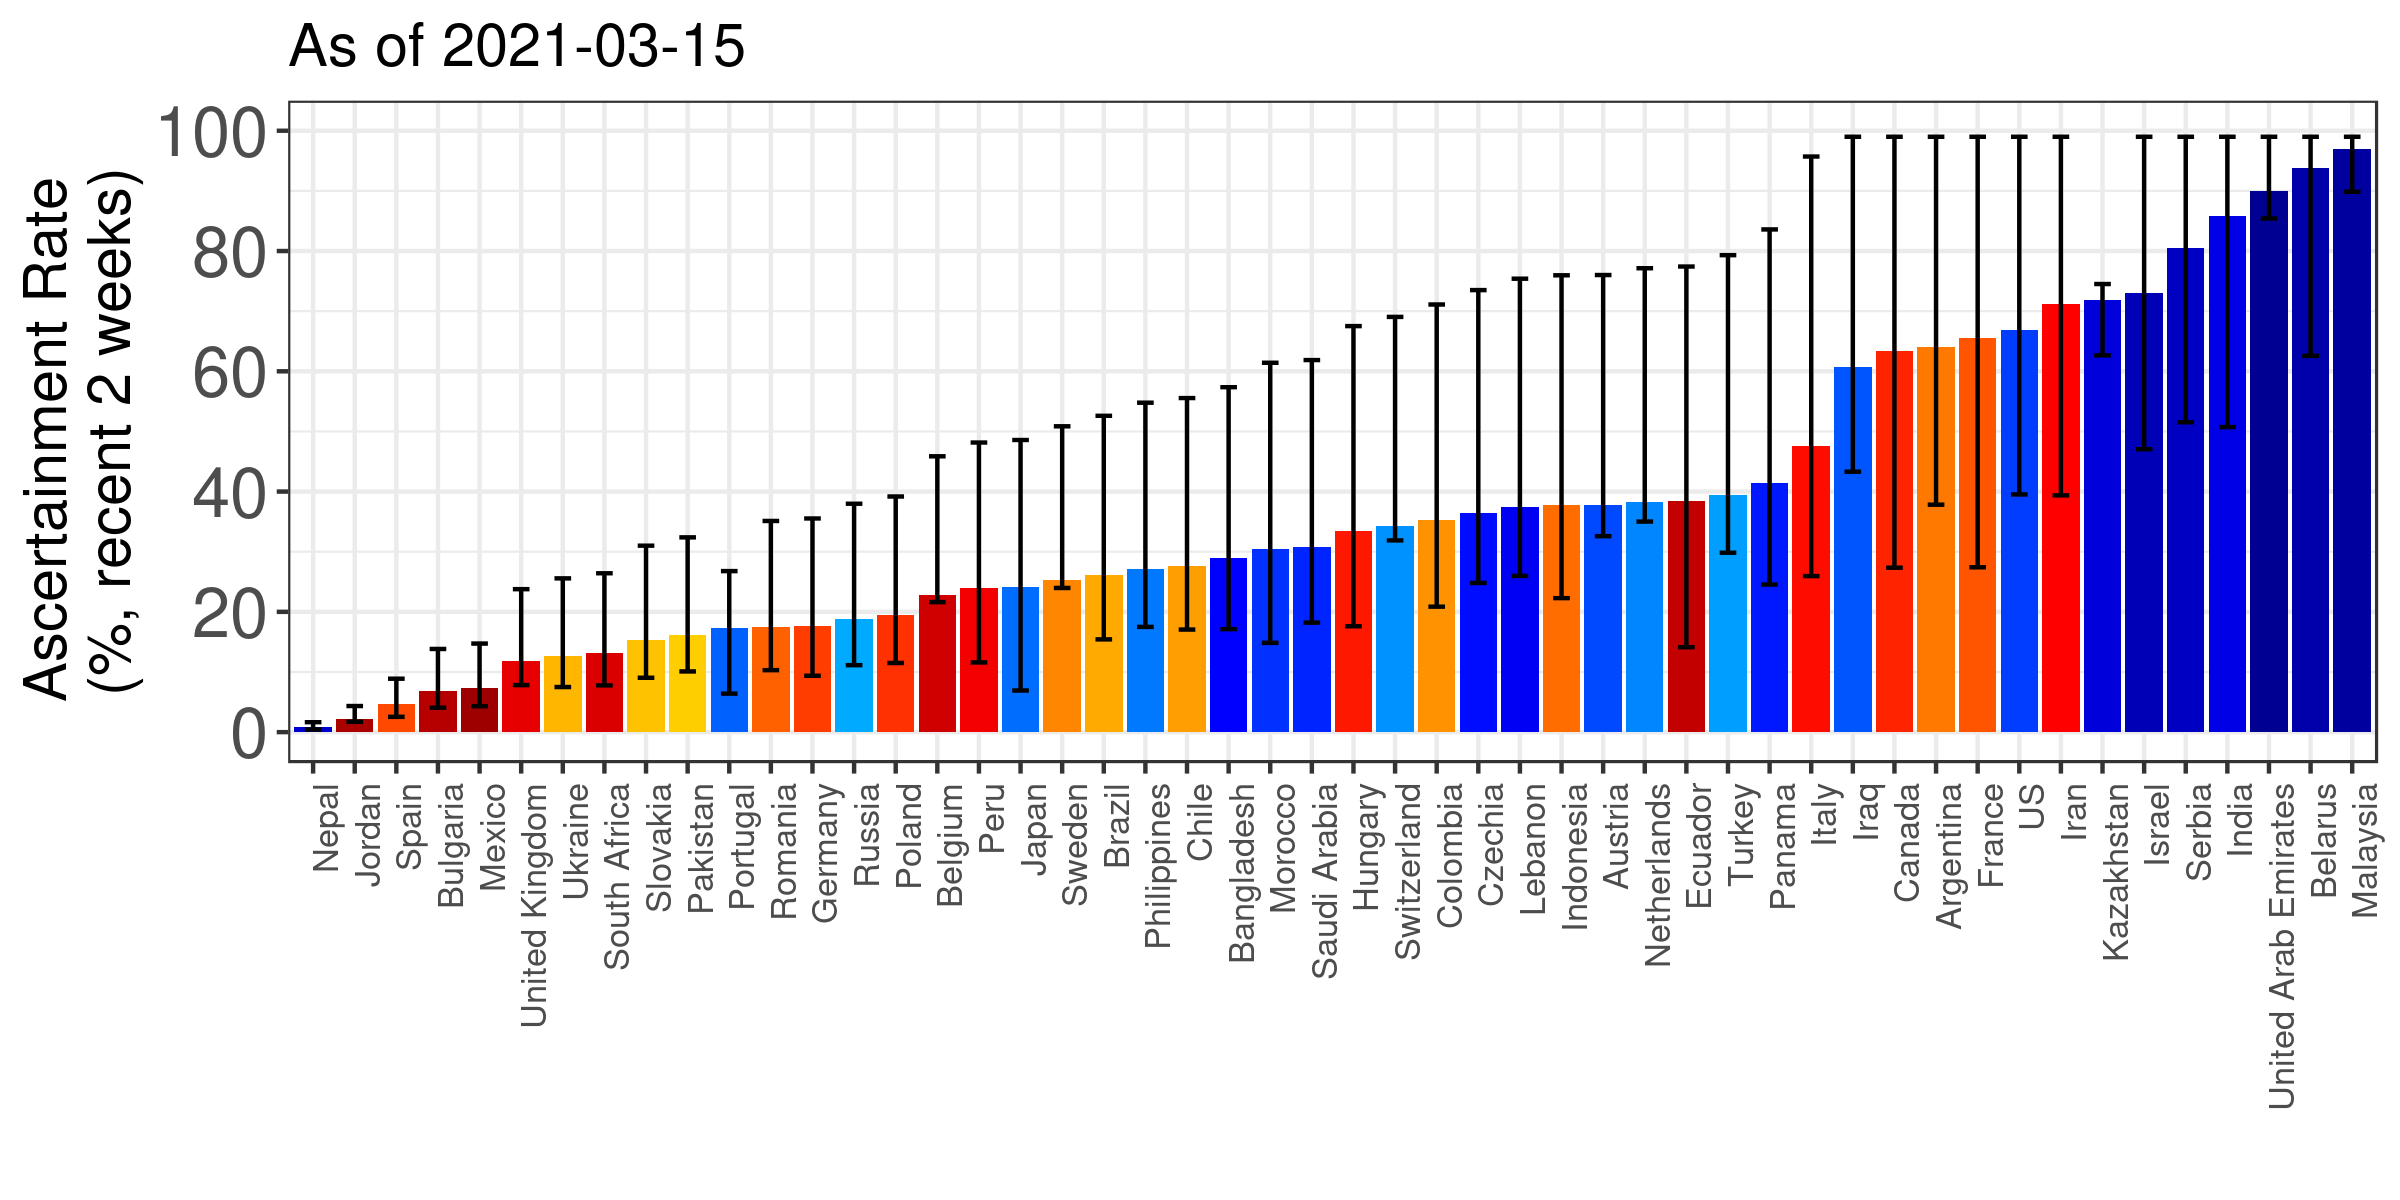 As of 2021-03-15
Ascertainment Rate
(%, recent 2 weeks)
100
80
60
40
20
0
Nepal
Jordan
Spain
Bulgaria
Mexico
United Kingdom
Ukraine
South Africa
Slovakia
Pakistan
Portugal
Romania
Germany
Russia
Poland
Belgium
Peru
Japan
Sweden
Brazil
Philippines
Chile
Bangladesh
Morocco
Saudi Arabia
Hungary
Switzerland
Colombia
Czechia
Lebanon
Indonesia
Austria
Netherlands
Ecuador
Turkey
Panama
Italy
Iraq
Canada
Argentina
France
US
Iran
Kazakhstan
Israel
Serbia
India
United Arab Emirates
Belarus
Malaysia